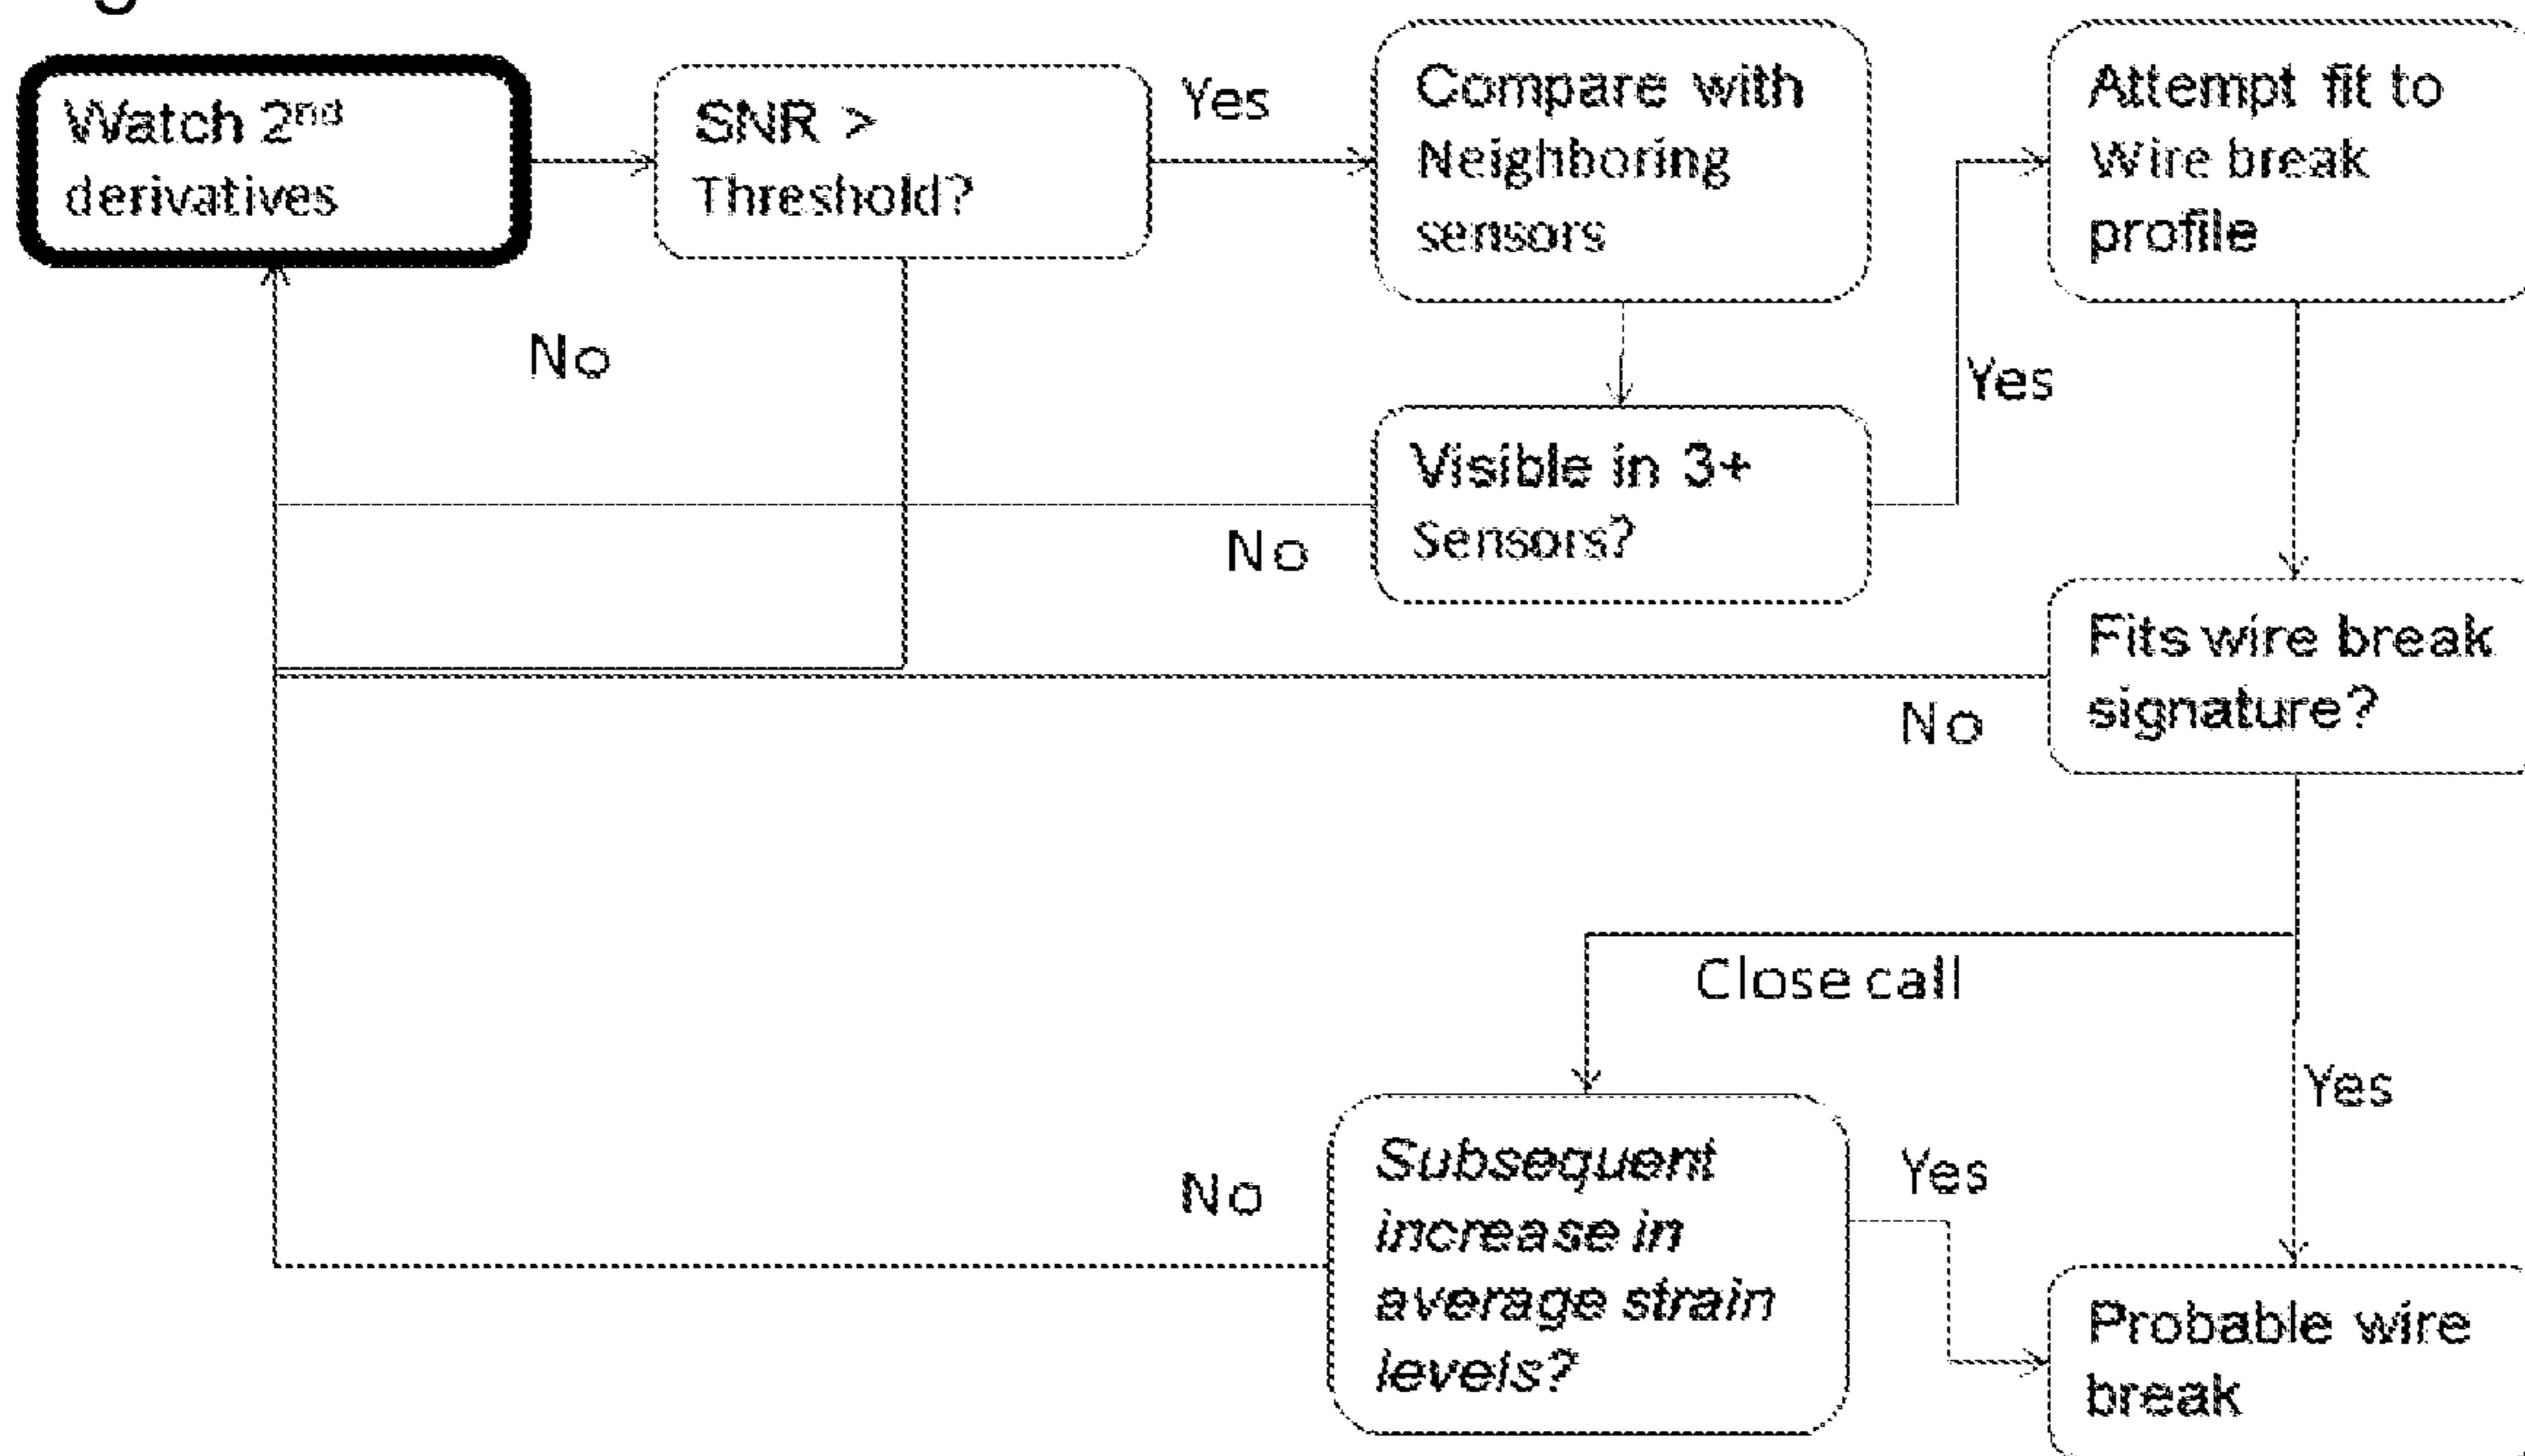 Watch 2nd
derivatives
SNR >
Threshold?
Yes
Compare with
Neighboring
sensors
Attempt fit to
Wire break
profile
No
Yes
Visible in 3+
Sensors?
No
Fits wire break
signature?
No
Close call
Yes
Subsequent
increase in
average strain
levels?
Yes
No
Probable wire
break